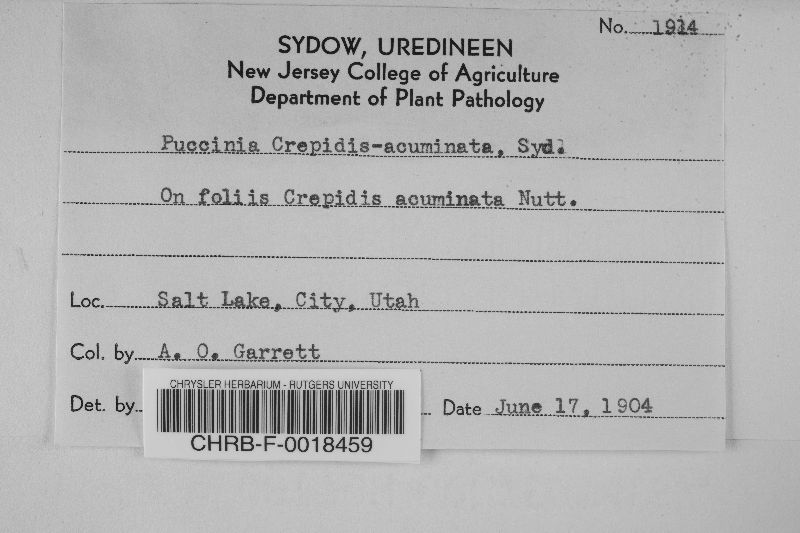 No. 1914
SYDOW, UREDINEEN
New Jersey College of Agriculture
Department of Plant Pathology
Puccinia Crepidis-acuminata, Syd.
On foliis Crepidis acuminata Nutt.
Loc. Salt Lake, City, Utah
Col. by A. O. Garrett
Det. by Date June 17, 1904
CHRYSLER HERBARIUM - RUTGERS UNIVERSITY
CHRB-F-0018459